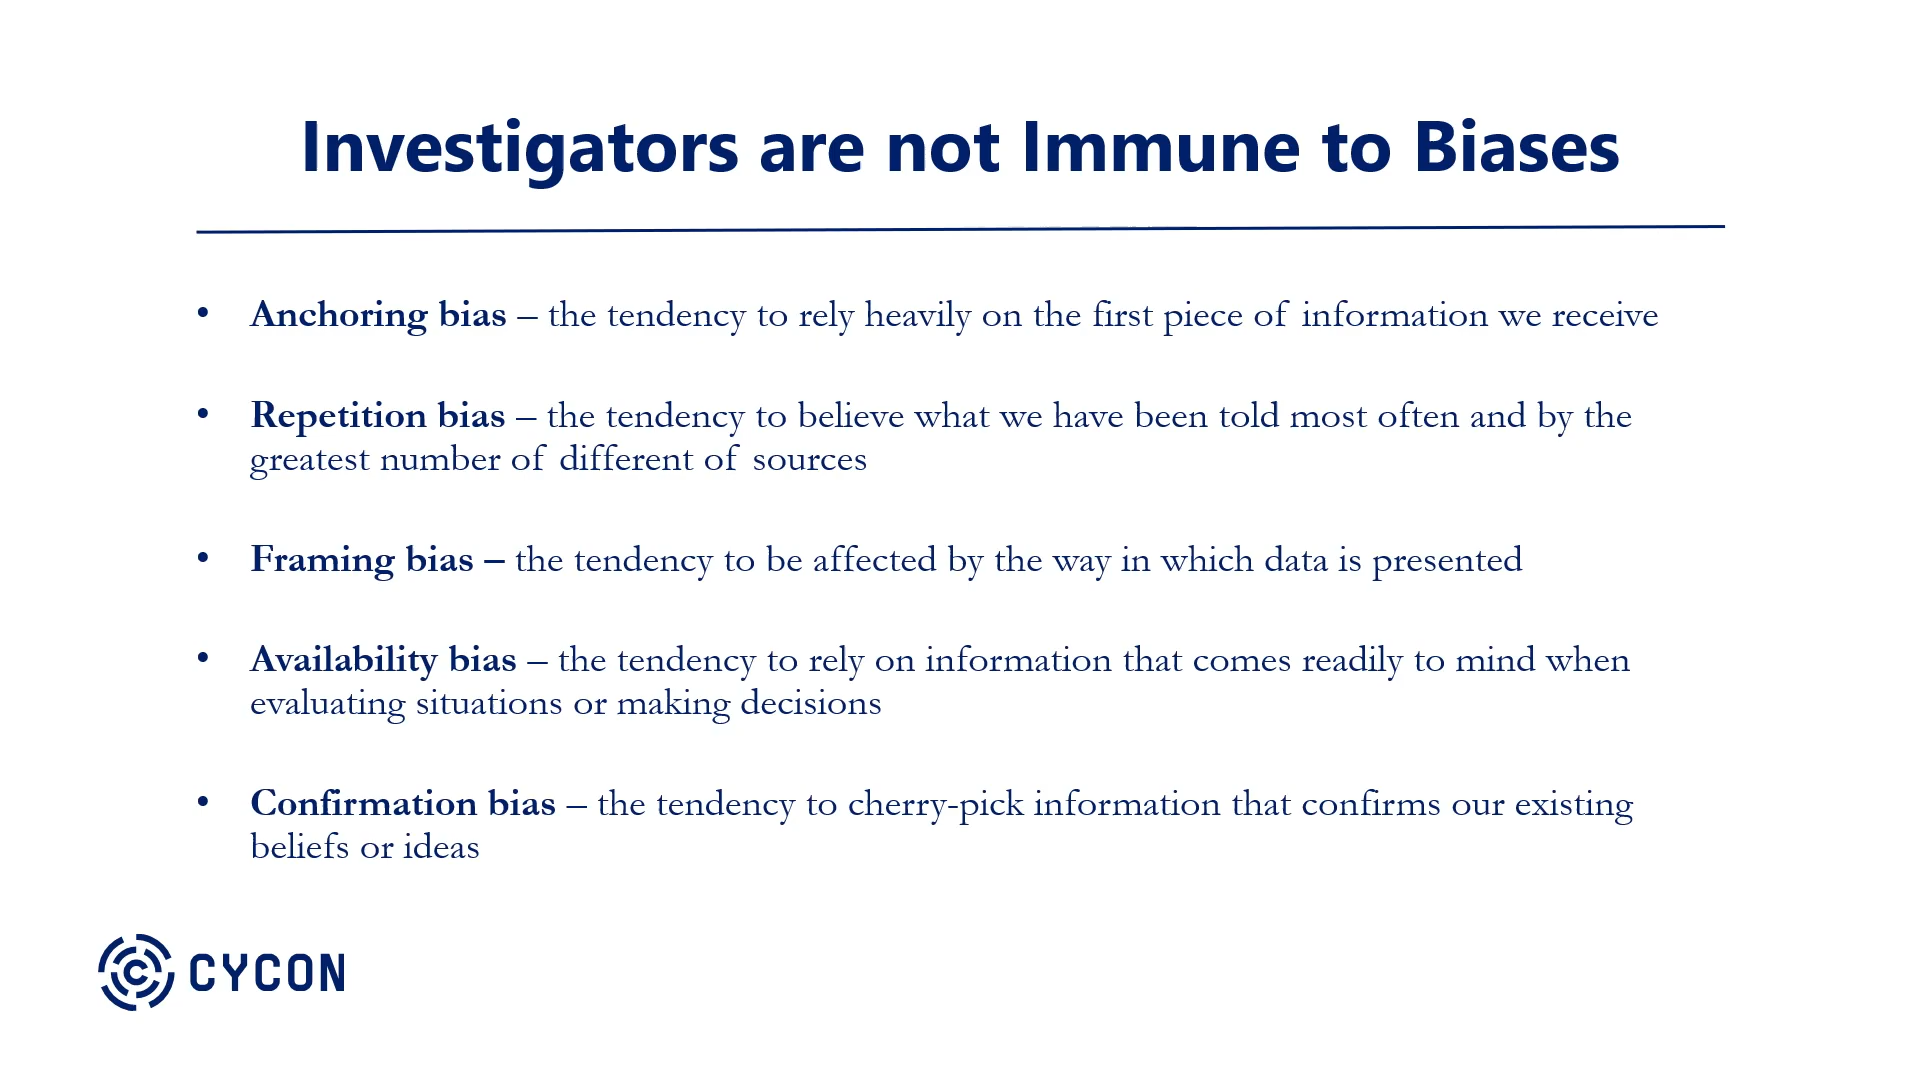 Investigators are not Immune to Biases
• Anchoring bias – the tendency to rely heavily on the first piece of information we receive
• Repetition bias – the tendency to believe what we have been told most often and by the
greatest number of different of sources
• Framing bias – the tendency to be affected by the way in which data is presented
• Availability bias – the tendency to rely on information that comes readily to mind when
evaluating situations or making decisions
• Confirmation bias – the tendency to cherry-pick information that confirms our existing
beliefs or ideas
CYCON